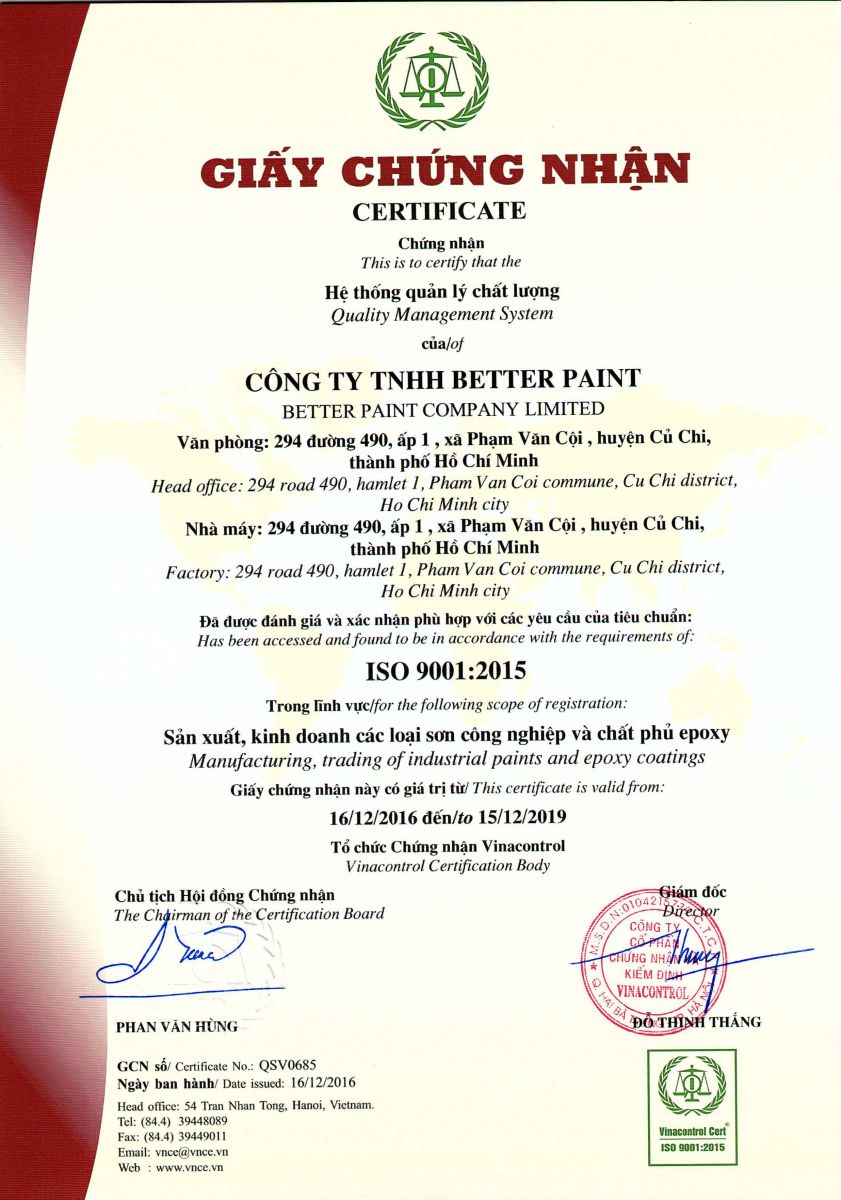 GIẤY CHỨNG NHẬN
CERTIFICATE
Chứng nhận
This is to certify that the
Hệ thống quản lý chất lượng
Quality Management System
của/of
CÔNG TY TNHH BETTER PAINT
BETTER PAINT COMPANY LIMITED
Văn phòng: 294 đường 490, ấp 1 , xã Phạm Văn Cội , huyện Củ Chi,
thành phố Hồ Chí Minh
Head office: 294 road 490, hamlet 1, Pham Van Coi commune, Cu Chi district,
Ho Chi Minh city
Nhà máy: 294 đường 490, ấp 1 , xã Phạm Văn Cội , huyện Củ Chi,
thành phố Hồ Chí Minh
Factory: 294 road 490, hamlet 1, Pham Van Coi commune, Cu Chi district,
Ho Chi Minh city
Đã được đánh giá và xác nhận phù hợp với các yêu cầu của tiêu chuẩn:
Has been accessed and found to be in accordance with the requirements of:
ISO 9001:2015
Trong lĩnh vực/for the following scope of registration:
Sản xuất, kinh doanh các loại sơn công nghiệp và chất phủ epoxy
Manufacturing, trading of industrial paints and epoxy coatings
Giấy chứng nhận này có giá trị từ/ This certificate is valid from:
16/12/2016 đến/to 15/12/2019
Tổ chức Chứng nhận Vinacontrol
Vinacontrol Certification Body
Chủ tịch Hội đồng Chứng nhận
The Chairman of the Certification Board
PHAN VĂN HÙNG
Giám đốc
Director
M.S.D.N:0104215772-C.T.C.P
CÔNG TY
CỔ PHẦN
CHỨNG NHẬN
KIỂM ĐỊNH
VINACONTROL
Q. HAI BÀ TP. HÀ NỘI
ĐỖ THỊNH THẮNG
GCN số/ Certificate No.: QSV0685
Ngày ban hành/ Date issued: 16/12/2016
Head office: 54 Tran Nhan Tong, Hanoi, Vietnam.
Tel: (84.4) 39448089
Fax: (84.4) 39449011
Email: vnce@vnce.vn
Web : www.vnce.vn
Vinacontrol Cert®
ISO 9001:2015